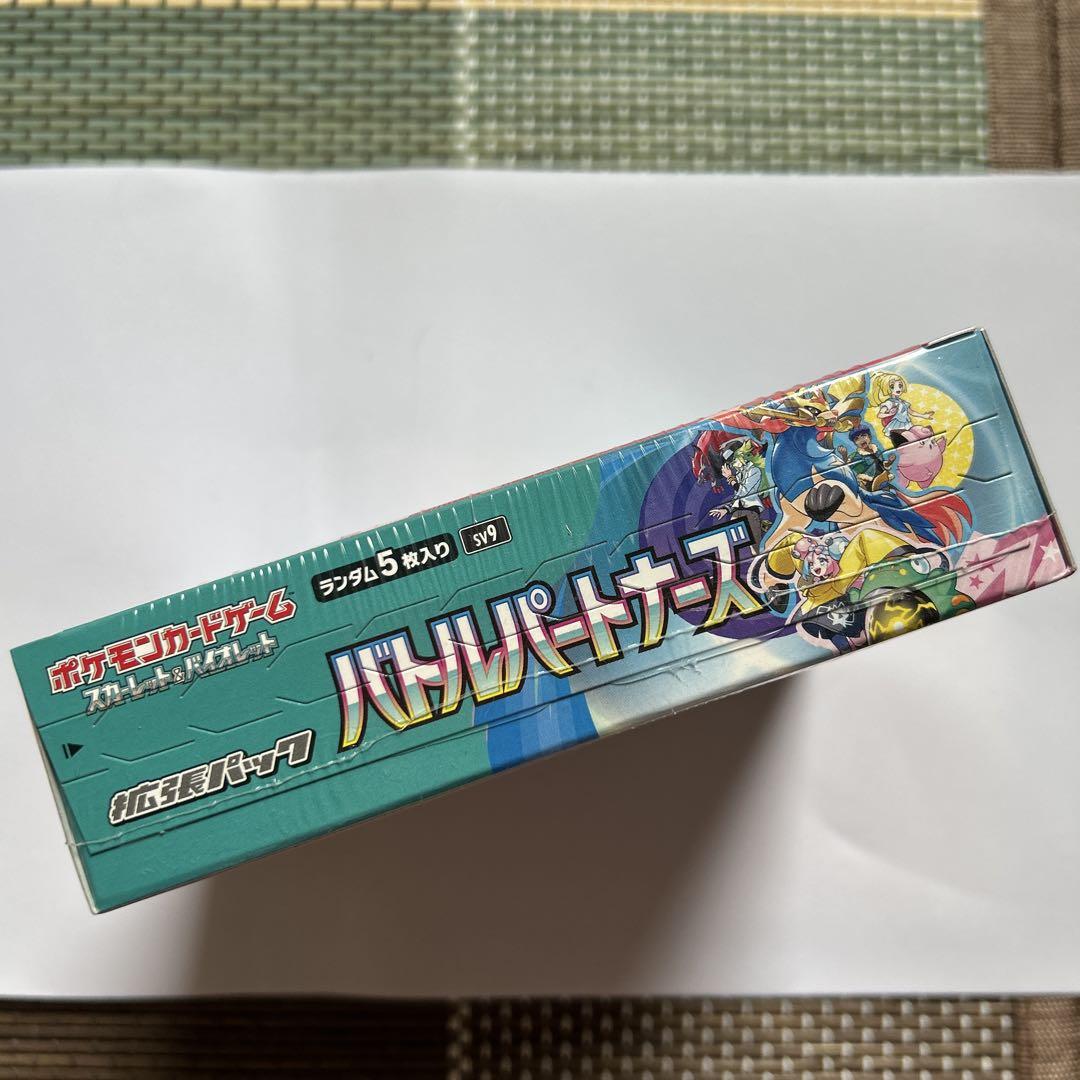 ポケモンカードゲーム
スカーレット&バイオレット
ランダム5枚入り
sv9
拡張パック
バトルパートナーズ